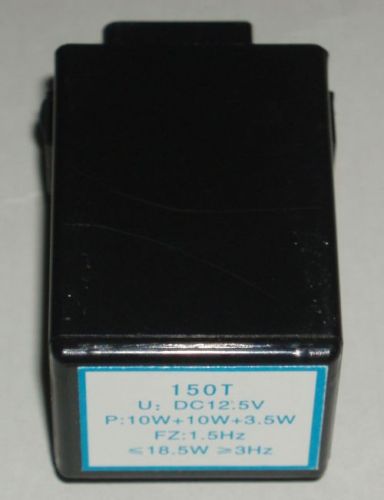 150T
U: DC12.5V
P:10W+10W+3.5W
FZ:1.5Hz
≤18.5W ≥3Hz